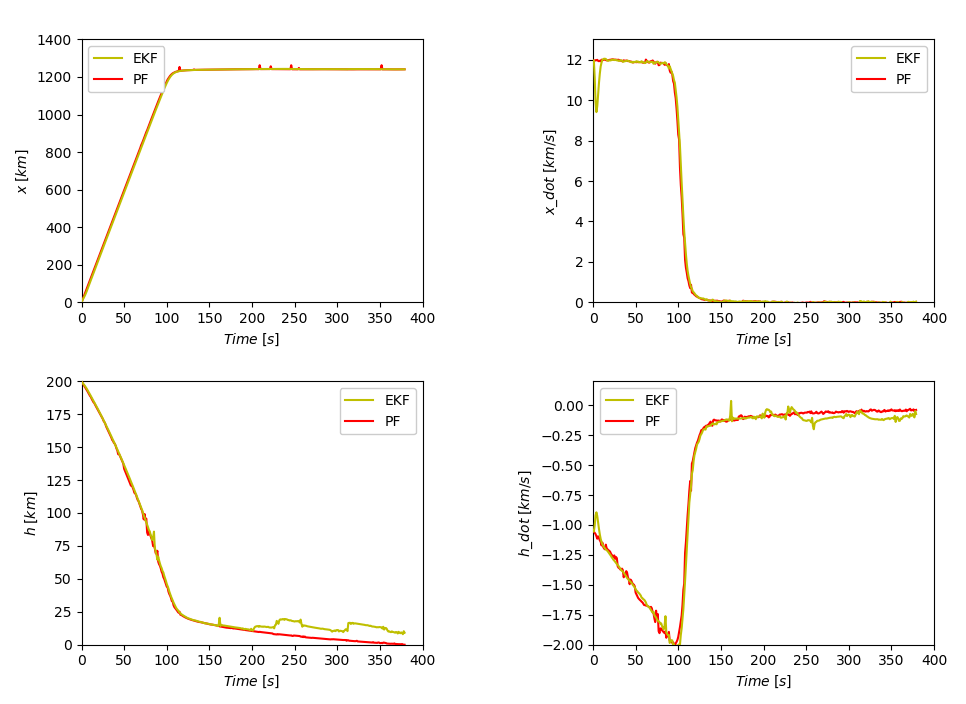 1400
1200
1000
800
600
400
200
0
x [km]
0 50 100 150 200 250 300 350 400
Time [s]
EKF
PF
12
10
8
6
4
2
0
x_dot [km/s]
0 50 100 150 200 250 300 350 400
Time [s]
EKF
PF
200
175
150
125
100
75
50
25
0
h [km]
0 50 100 150 200 250 300 350 400
Time [s]
EKF
PF
0.00
−0.25
−0.50
−0.75
−1.00
−1.25
−1.50
−1.75
−2.00
h_dot [km/s]
0 50 100 150 200 250 300 350 400
Time [s]
EKF
PF